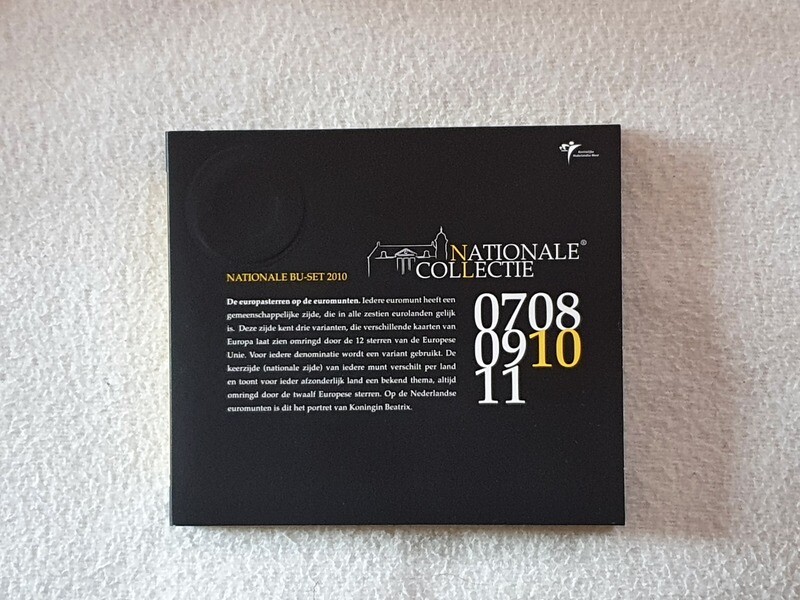 Koninklijke
Nederlandse Munt
NATIONALE®
COLLECTIE
NATIONALE BU-SET 2010
De europasterren op de euromunten. Iedere euromunt heeft een
gemeenschappelijke zijde, die in alle zestien eurolanden gelijk
is. Deze zijde kent drie varianten, die verschillende kaarten van
Europa laat zien omringd door de 12 sterren van de Europese
Unie. Voor iedere denominatie wordt een variant gebruikt. De
keerzijde (nationale zijde) van iedere munt verschilt per land
en toont voor ieder afzonderlijk land een bekend thema, altijd
omringd door de twaalf Europese sterren. Op de Nederlandse
euromunten is dit het portret van Koningin Beatrix.
0708
0910
11